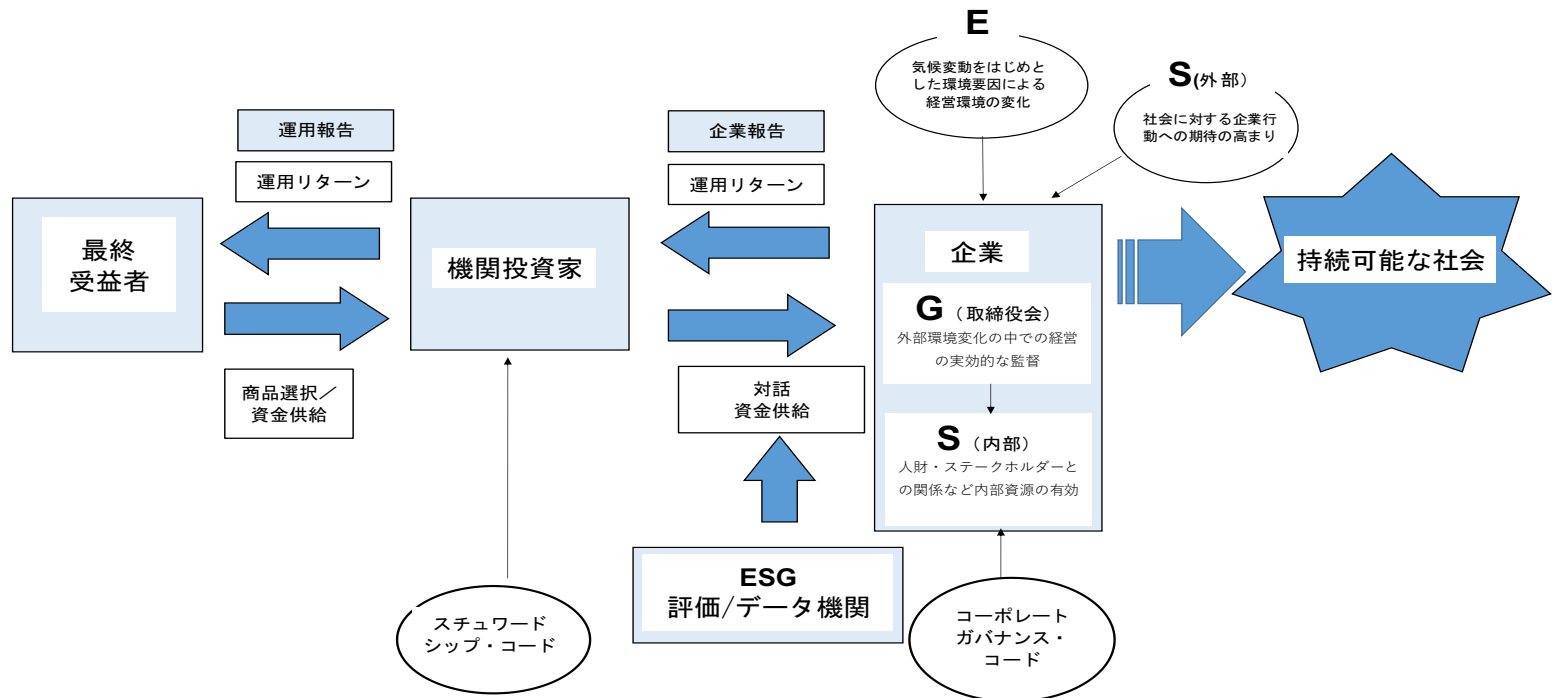 E
気候変動をはじめと
した環境要因による
経営環境の変化
S(外部)
社会に対する企業行
動への期待の高まり
運用報告
運用リターン
企業報告
運用リターン
最終
受益者
機関投資家
企業
持続可能な社会
G（取締役会）
外部環境変化の中での経営
の実効的な監督
商品選択／
資金供給
対話
資金供給
S（内部）
人財・ステークホルダーと
の関係など内部資源の有効
ESG
評価/データ機関
スチュワード
シップ・コード
コーポレート
ガバナンス・
コード